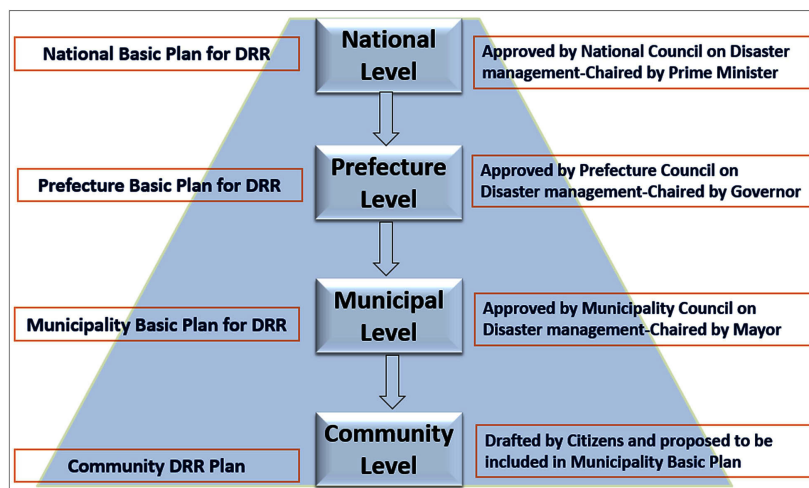 National Basic Plan for DRR
National
Level
Approved by National Council on Disaster
management-Chaired by Prime Minister
Prefecture Basic Plan for DRR
Prefecture
Level
Approved by Prefecture Council on
Disaster management-Chaired by Governor
Municipality Basic Plan for DRR
Municipal
Level
Approved by Municipality Council on
Disaster management-Chaired by Mayor
Community DRR Plan
Community
Level
Drafted by Citizens and proposed to be
included in Municipality Basic Plan